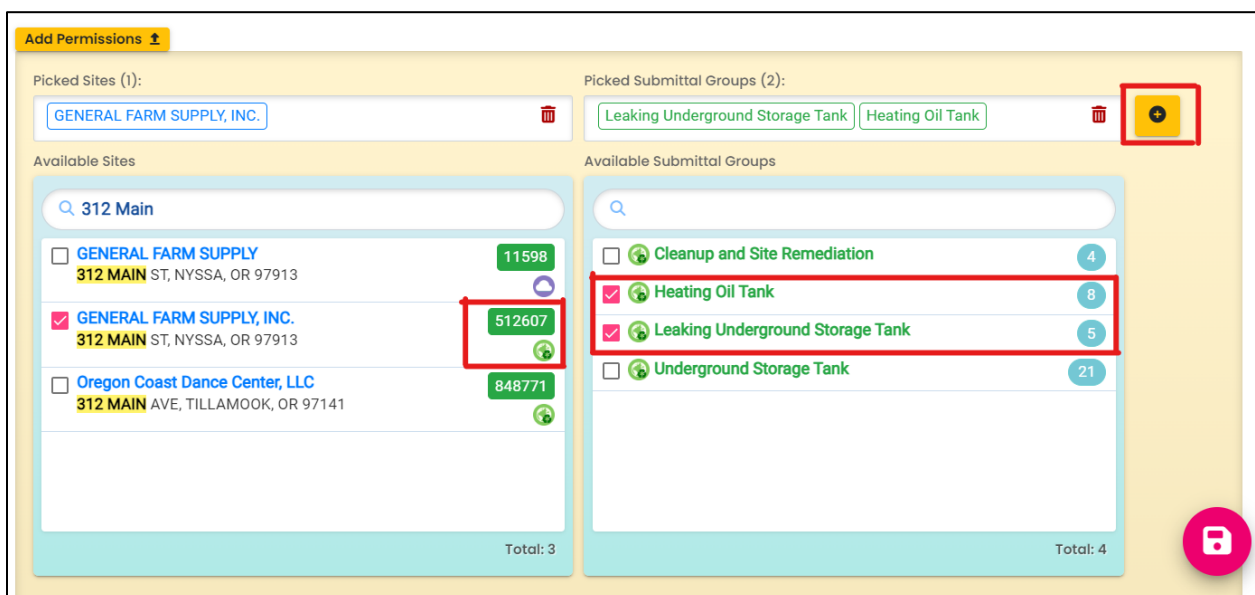 Add Permissions
Picked Sites (1):
GENERAL FARM SUPPLY, INC.
Picked Submittal Groups (2):
Leaking Underground Storage Tank
Heating Oil Tank
Available Sites
312 Main
GENERAL FARM SUPPLY
312 MAIN ST, NYSSA, OR 97913
11598
GENERAL FARM SUPPLY, INC.
312 MAIN ST, NYSSA, OR 97913
512607
Oregon Coast Dance Center, LLC
312 MAIN AVE, TILLAMOOK, OR 97141
848771
Total: 3
Available Submittal Groups
Cleanup and Site Remediation
4
Heating Oil Tank
8
Leaking Underground Storage Tank
5
Underground Storage Tank
21
Total: 4